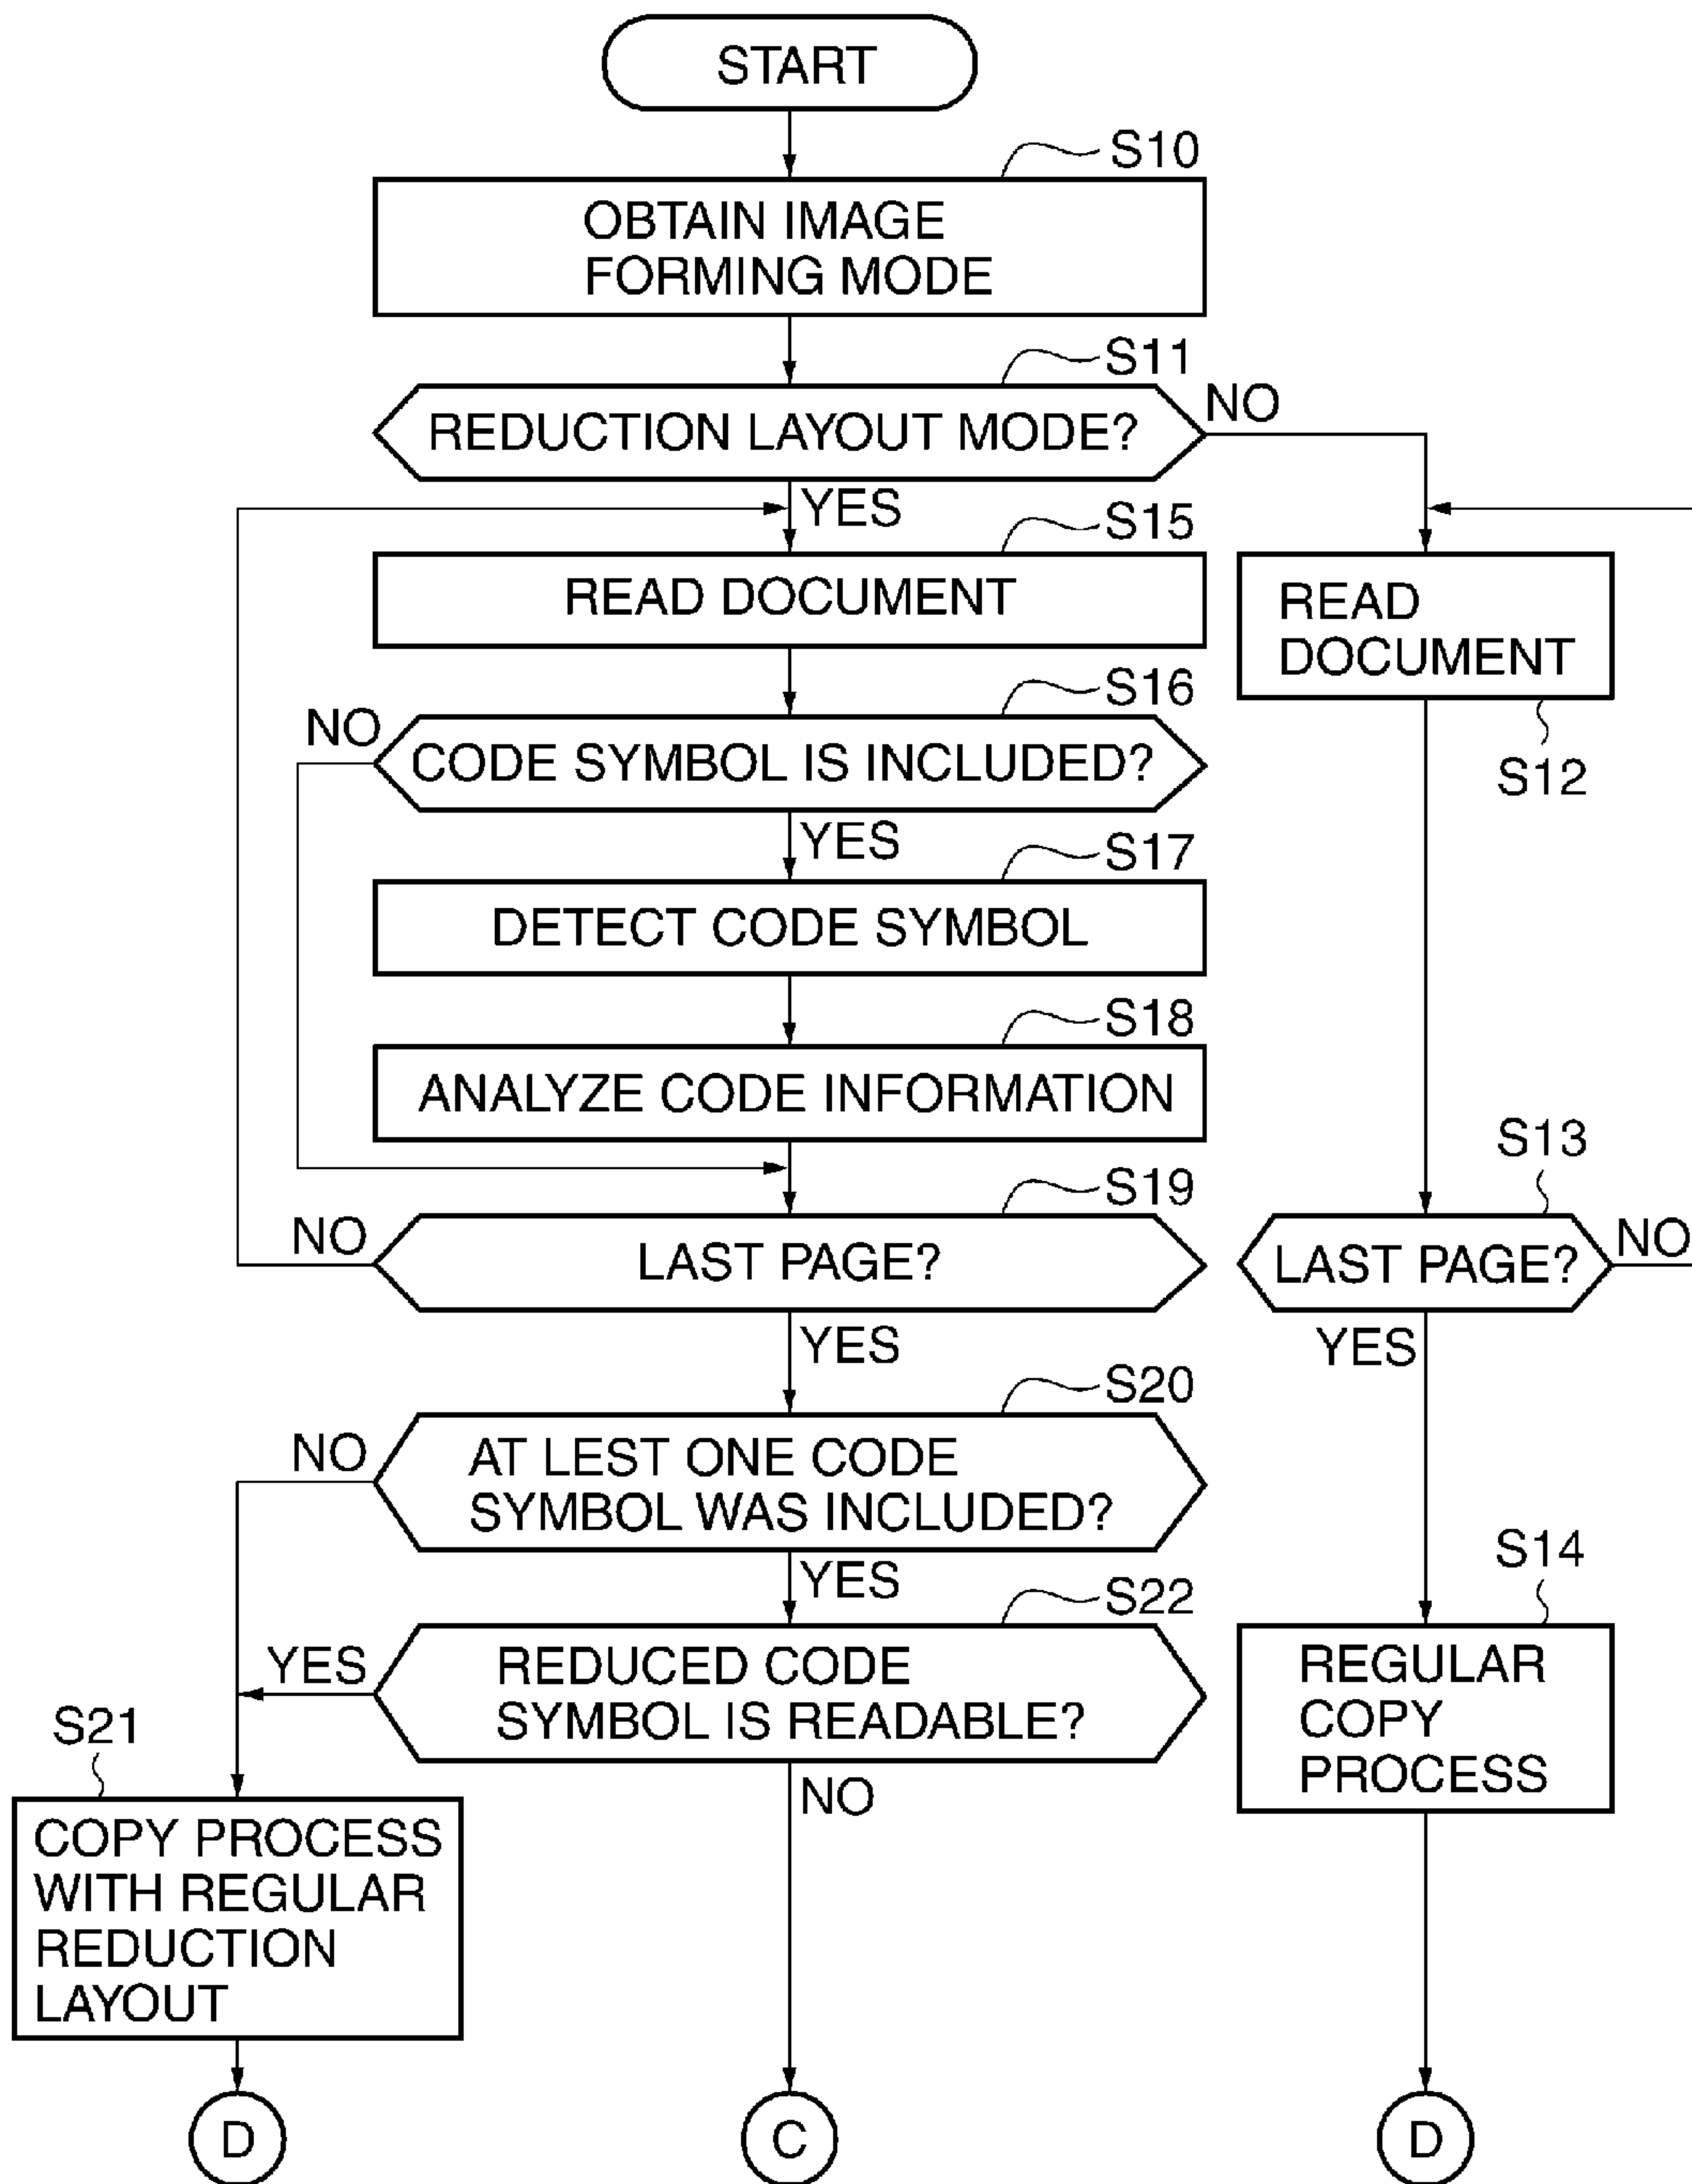 START
S10
OBTAIN IMAGE
FORMING MODE
S11
REDUCTION LAYOUT MODE?
NO
YES
S15
READ DOCUMENT
READ
DOCUMENT
S12
S16
NO
CODE SYMBOL IS INCLUDED?
YES
S17
DETECT CODE SYMBOL
S18
ANALYZE CODE INFORMATION
S19
NO
LAST PAGE?
YES
S13
LAST PAGE?
NO
YES
S20
NO
AT LEST ONE CODE
SYMBOL WAS INCLUDED?
YES
S22
YES
REDUCED CODE
SYMBOL IS READABLE?
NO
S14
REGULAR
COPY
PROCESS
S21
COPY PROCESS
WITH REGULAR
REDUCTION
LAYOUT
D
C
D